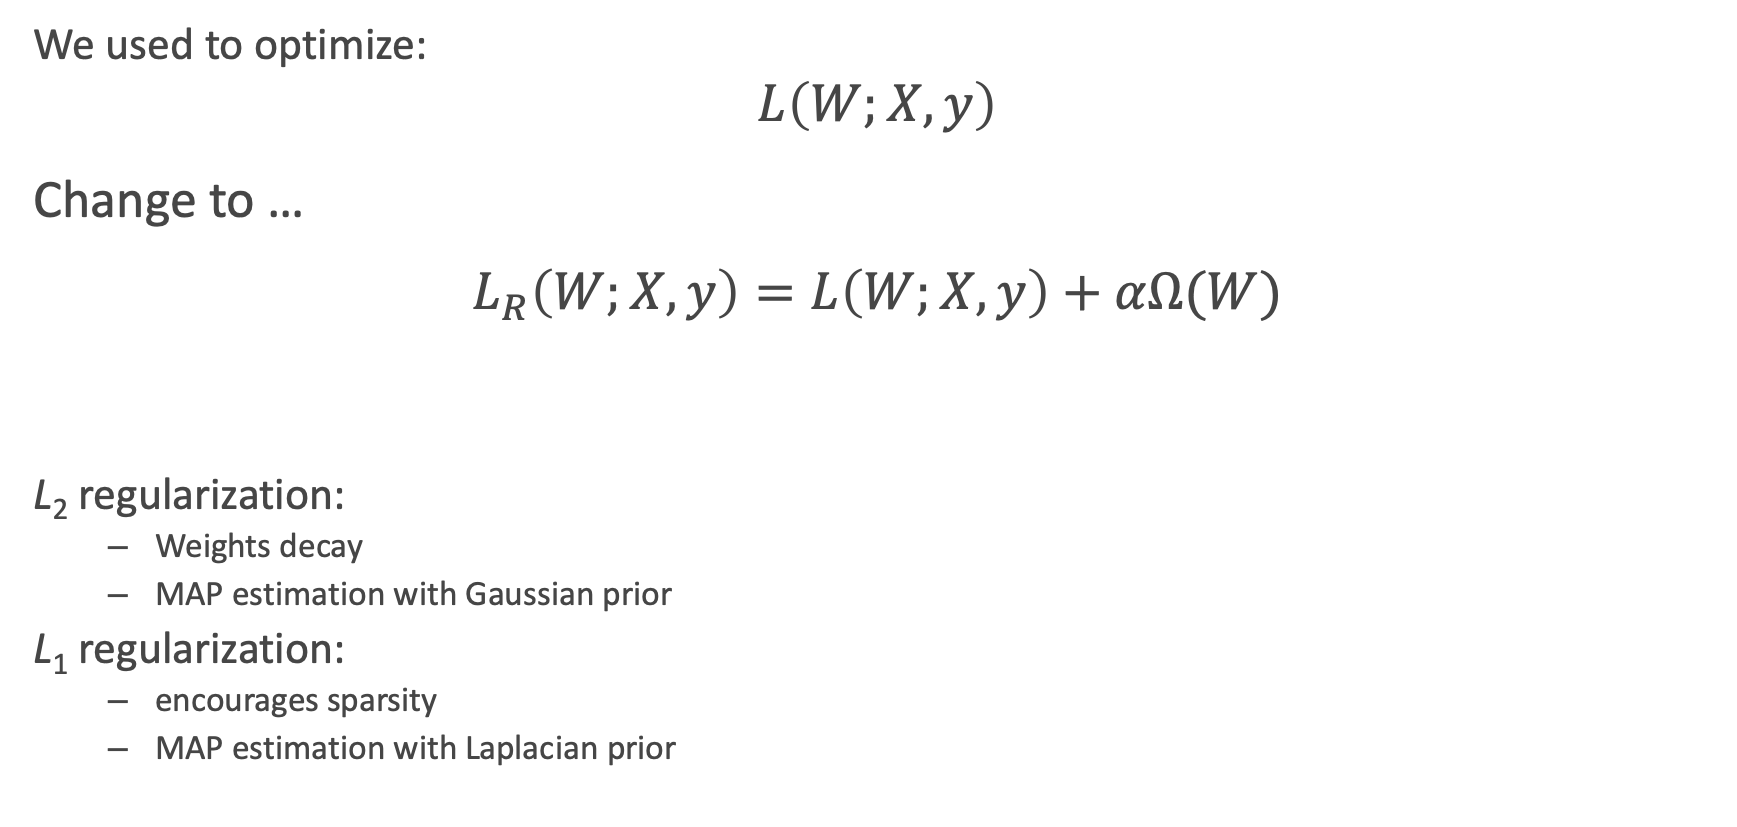 We used to optimize:
L(W; X, y)
Change to ...
L_R(W; X, y) = L(W; X, y) + αΩ(W)
L_2 regularization:
– Weights decay
– MAP estimation with Gaussian prior
L_1 regularization:
– encourages sparsity
– MAP estimation with Laplacian prior